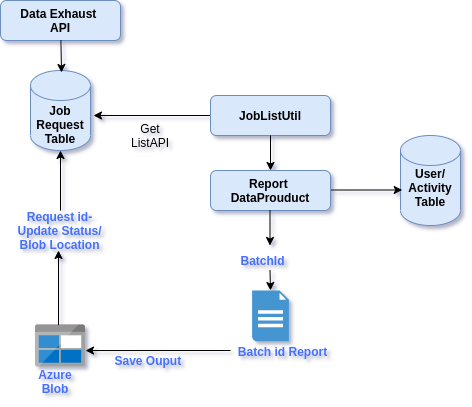 Data Exhaust
API
Job
Request
Table
Get
ListAPI
JobListUtil
Report
DataProuduct
User/
Activity
Table
Request id-
Update Status/
Blob Location
BatchId
Batch id Report
Save Ouput
Azure
Blob